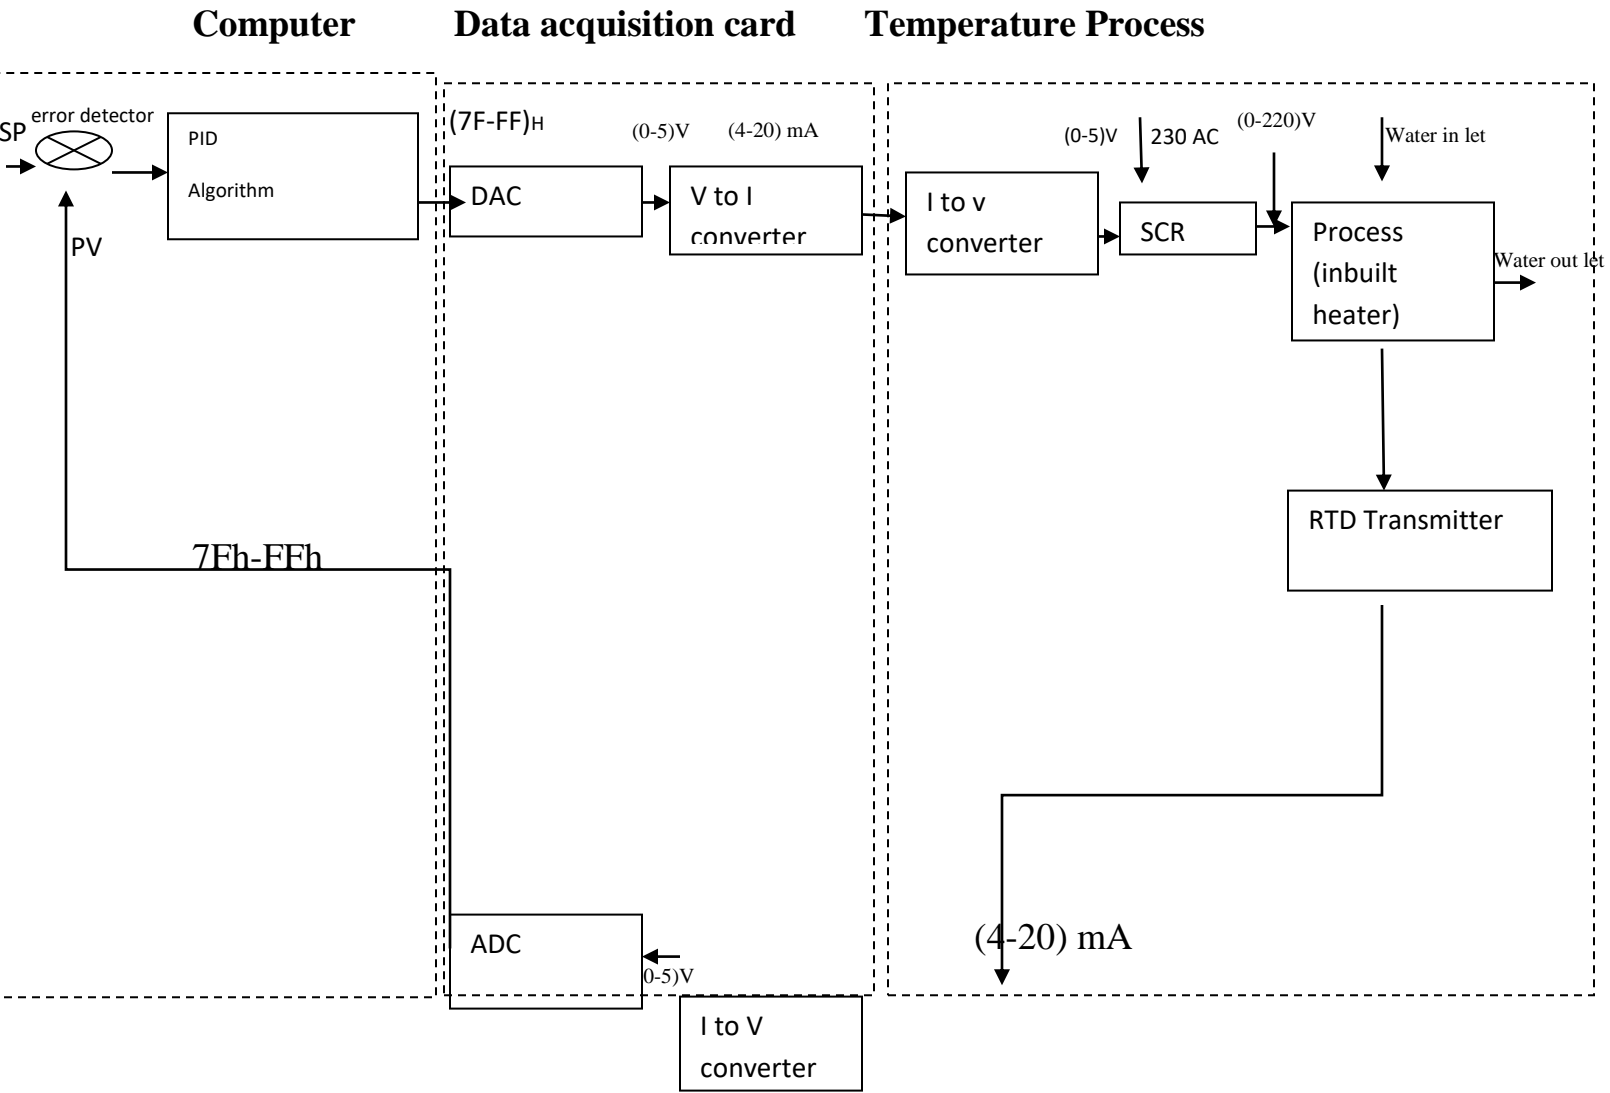 Computer Data acquisition card Temperature Process
error detector
SP
PID
Algorithm
PV
(7F-FF)H
(0-5)V
(4-20) mA
DAC
V to I
converter
(0-5)V
230 AC
(0-220)V
Water in let
I to v
converter
SCR
Process
(inbuilt
heater)
Water out let
RTD Transmitter
7Fh-FFh
(4-20) mA
ADC
0-5)V
I to V
converter